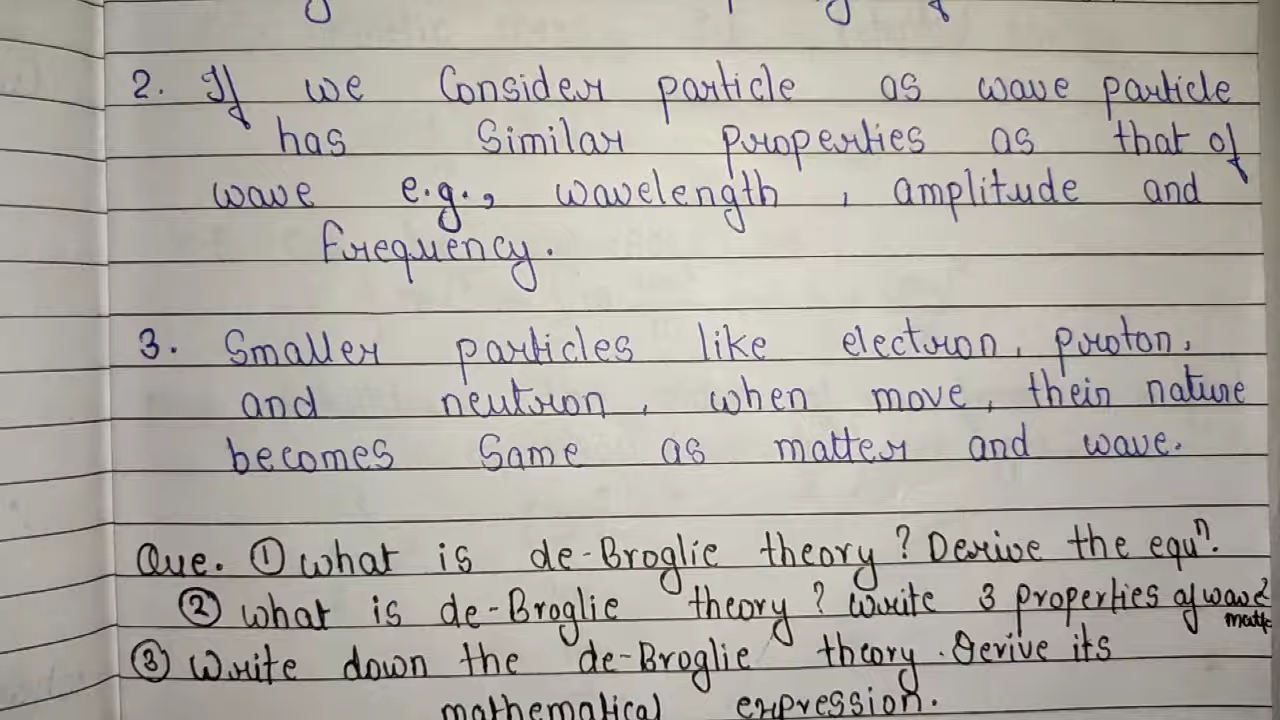 2. If we Consider particle as wave particle
has Similar properties as that of
wave e.g., wavelength, amplitude and
frequency.
3. Smaller particles like electron, proton,
and neutron, when move, their nature
becomes Same as matter and wave.
Que. ① What is de-Broglie theory? Derive the equⁿ.
② What is de-Broglie theory? Write 3 properties of wave?
matter
③ Write down the de-Broglie theory. Derive its
mathematical expression.